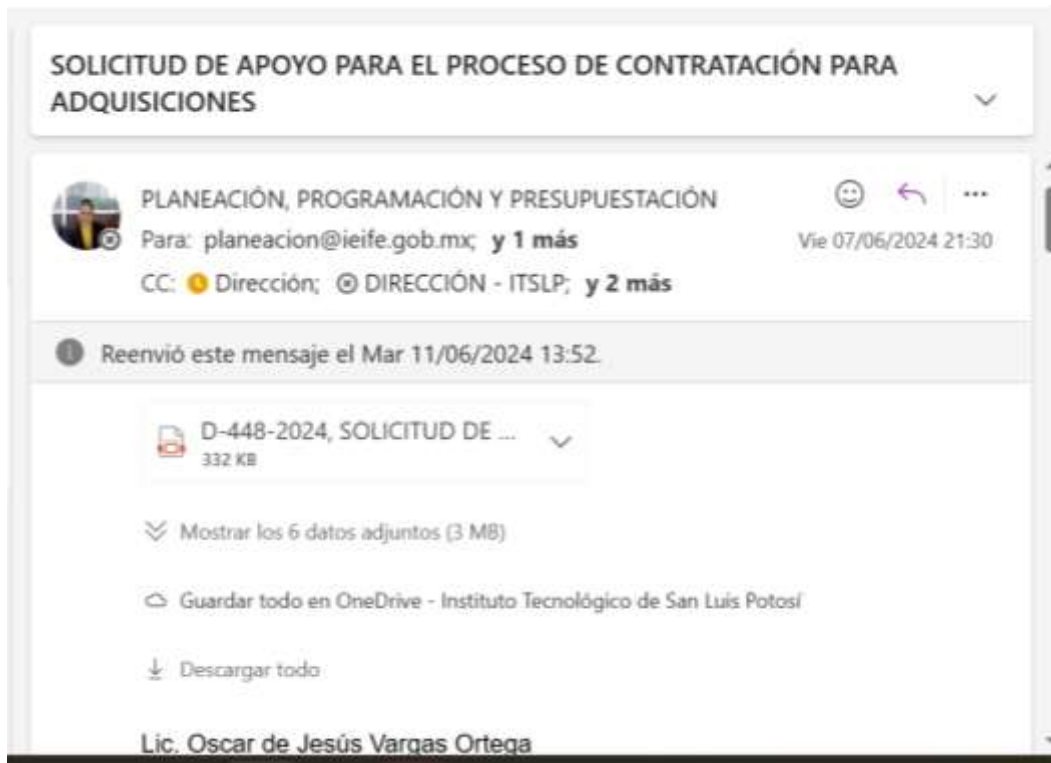 SOLICITUD DE APOYO PARA EL PROCESO DE CONTRATACIÓN PARA
ADQUISICIONES
PLANEACIÓN, PROGRAMACIÓN Y PRESUPUESTACIÓN
Para: planeacion@ieife.gob.mx; y 1 más
Vie 07/06/2024 21:30
CC: Dirección; DIRECCIÓN - ITSLP; y 2 más
Reenvió este mensaje el Mar 11/06/2024 13:52.
D-448-2024, SOLICITUD DE ...
332 KB
Mostrar los 6 datos adjuntos (3 MB)
Guardar todo en OneDrive - Instituto Tecnológico de San Luis Potosí
Descargar todo
Lic. Oscar de Jesús Vargas Ortega